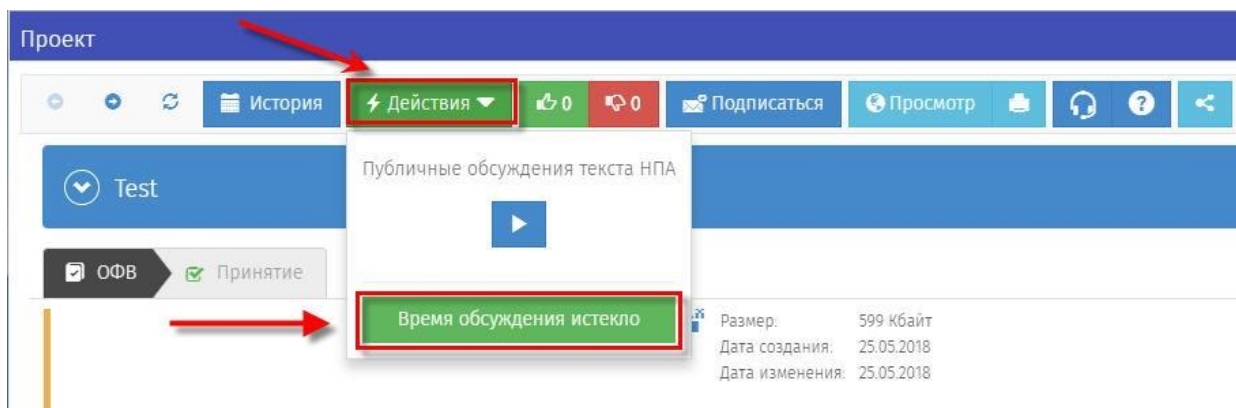 Проект
История
Действия
0
0
Подписаться
Просмотр
?
Публичные обсуждения текста НПА
Test
ОФВ
Принятие
Время обсуждения истекло
Размер: 599 Кбайт
Дата создания: 25.05.2018
Дата изменения: 25.05.2018